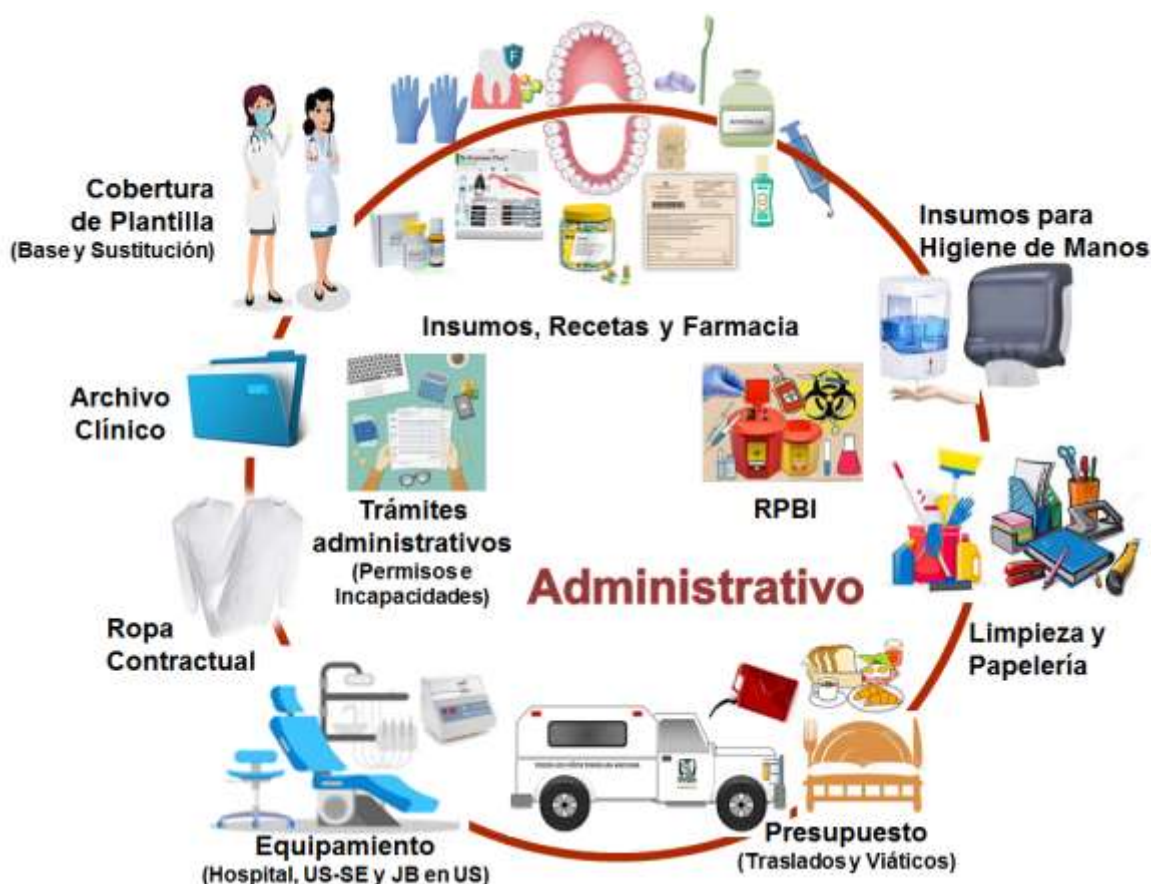 Cobertura
de Plantilla
(Base y Sustitución)
Insumos para
Higiene de Manos
Insumos, Recetas y Farmacia
Archivo
Clínico
Trámites
administrativos
(Permisos e
Incapacidades)
RPBI
Administrativo
Ropa
Contractual
Limpieza y
Papelería
Equipamiento
(Hospital, US-SE y JB en US)
Presupuesto
(Traslados y Viáticos)